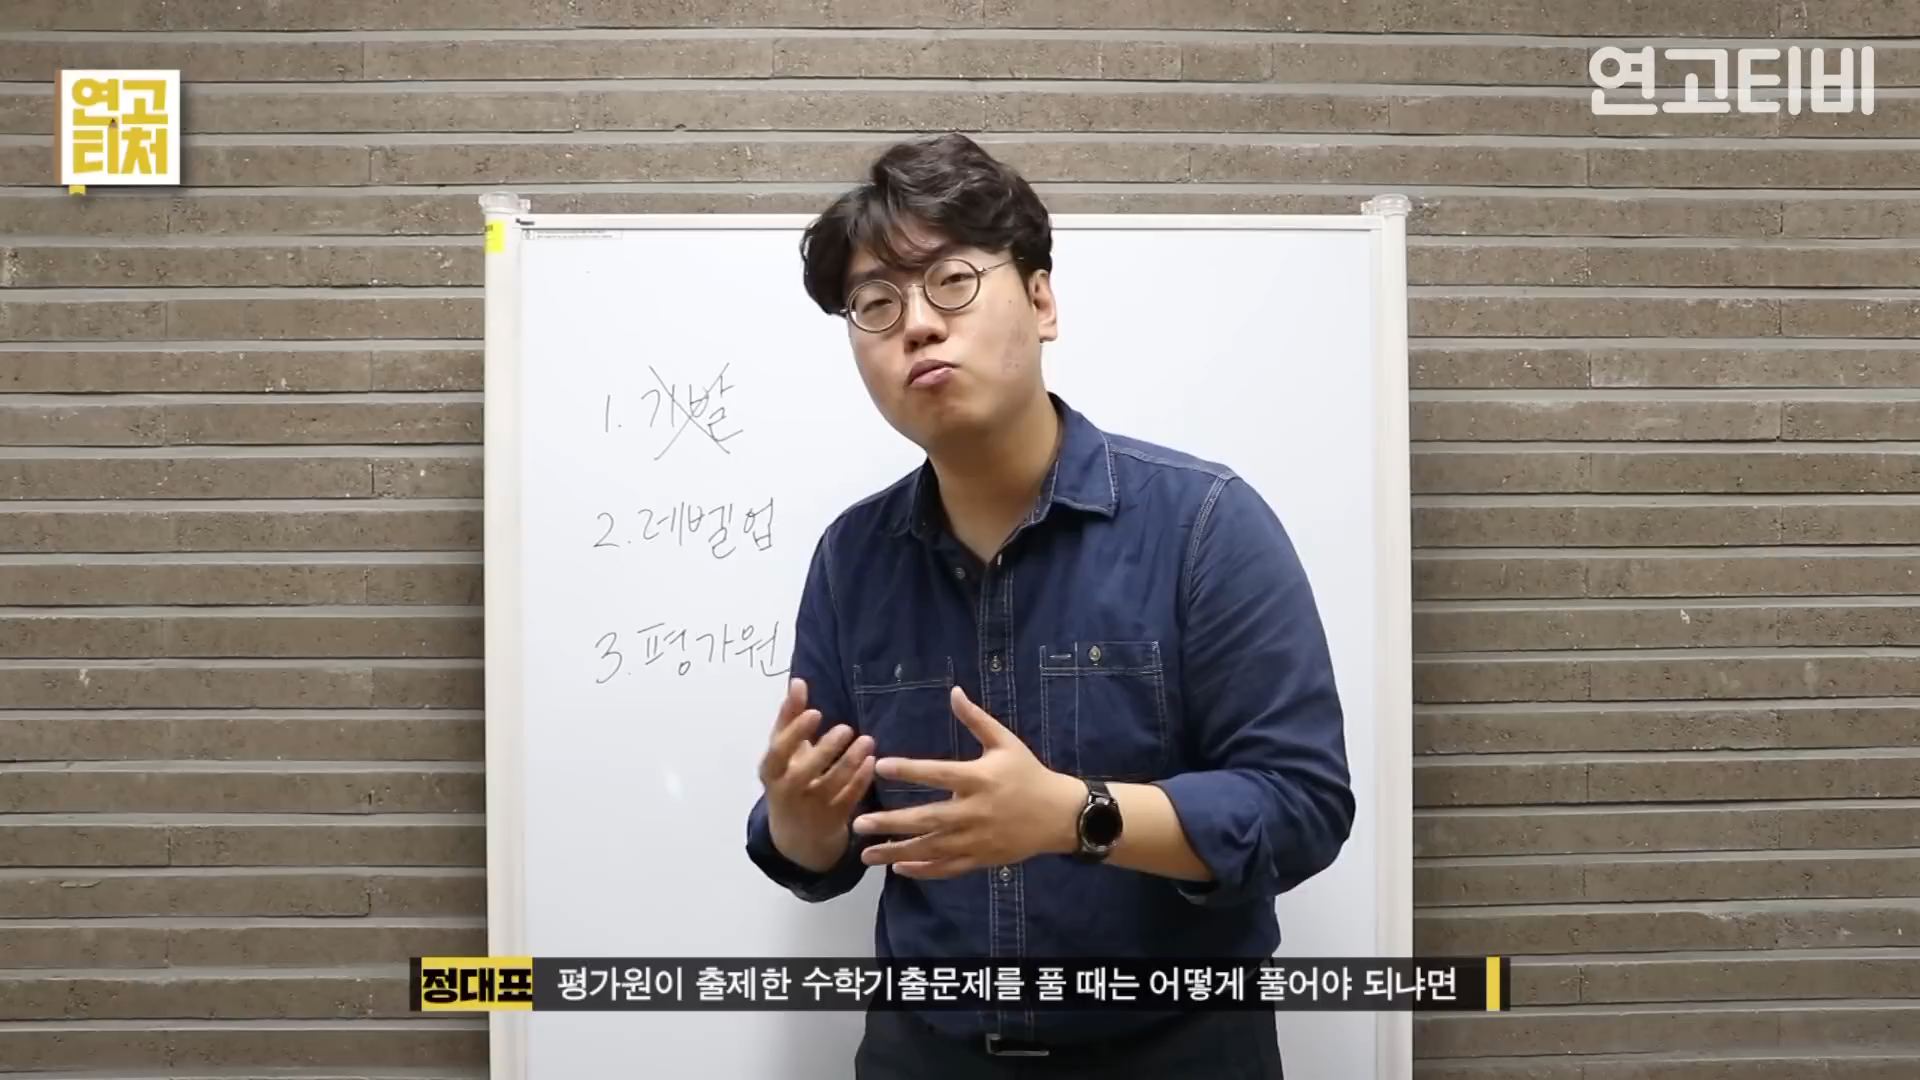 연고
티처
연고티비
1. 개발
2. 레벨업
3. 평가원
정대표 평가원이 출제한 수학기출문제를 풀 때는 어떻게 풀어야 되냐면